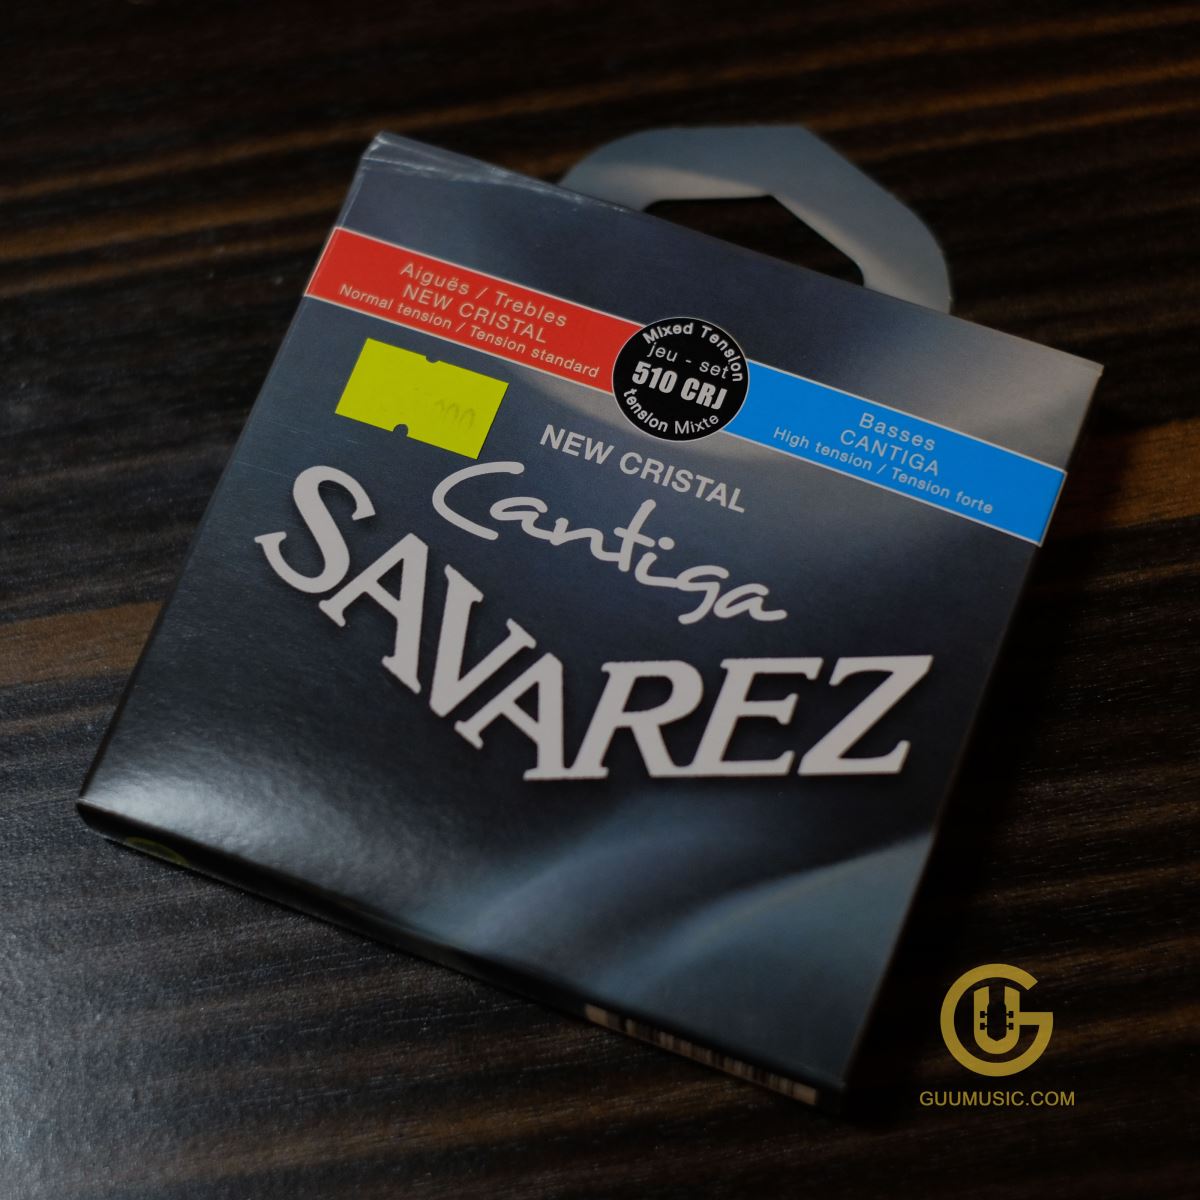 Aiguës / Trebles
NEW CRISTAL
Normal tension / Tension standard
Mixed Tension
jeu - set
510 CRJ
tension Mixte
Basses
CANTIGA
High tension / Tension forte
NEW CRISTAL
Cantiga
SAVAREZ
GUUMUSIC.COM